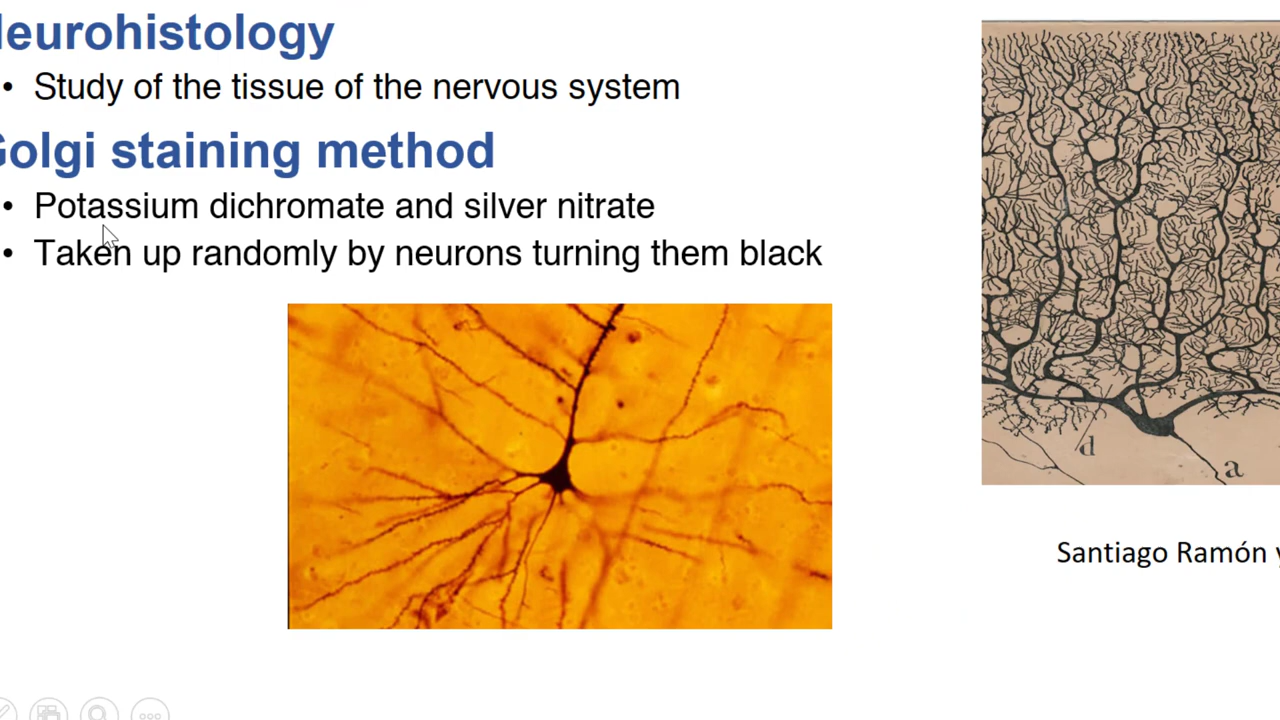 Neurohistology
• Study of the tissue of the nervous system
Golgi staining method
• Potassium dichromate and silver nitrate
• Taken up randomly by neurons turning them black
d
a
Santiago Ramón y